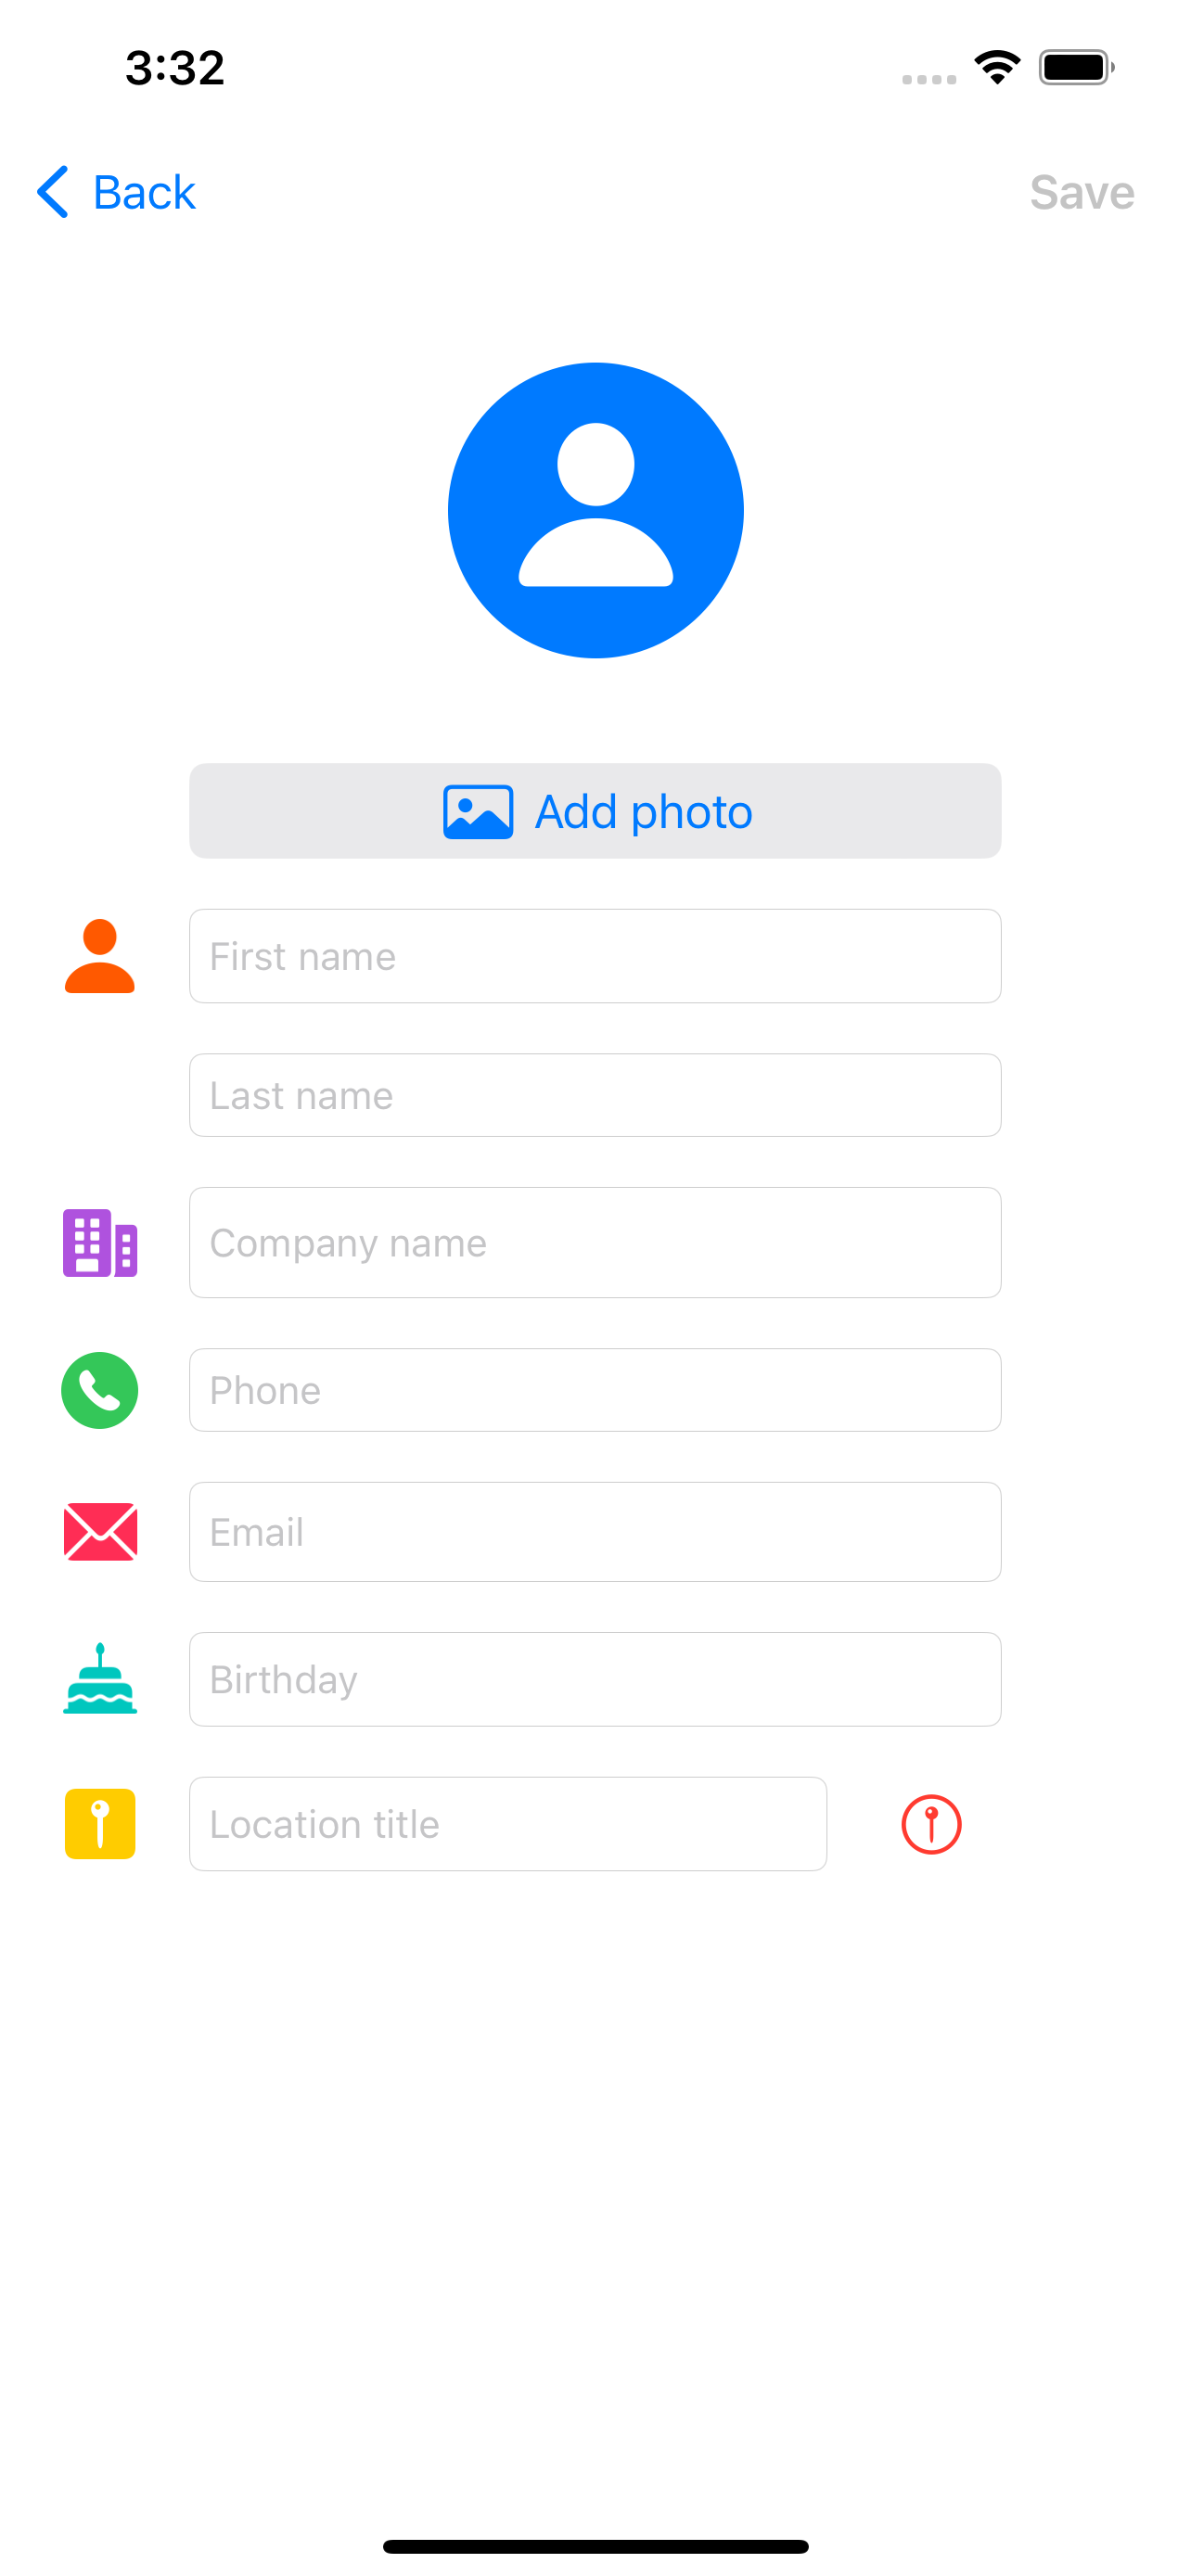 3:32
Back
Save
Add photo
First name
Last name
Company name
Phone
Email
Birthday
Location title